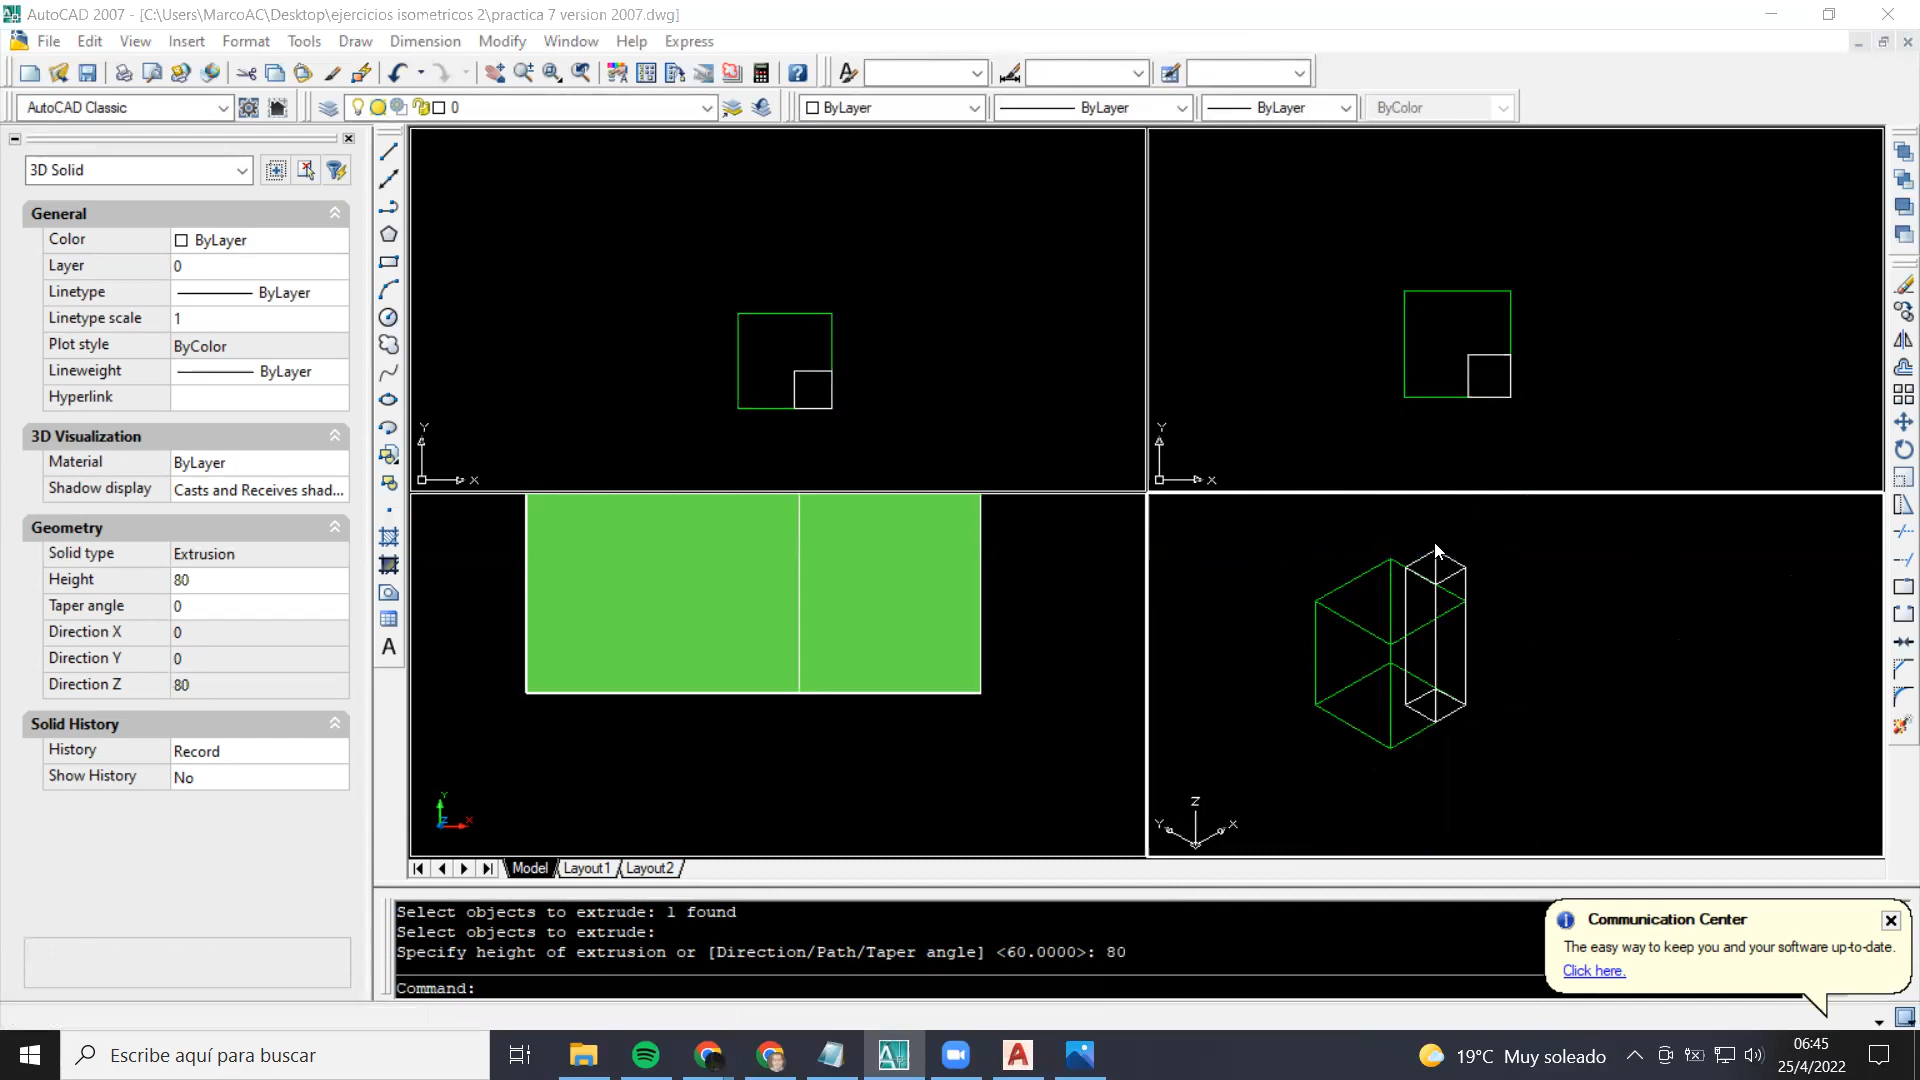 AutoCAD 2007 - [C:\Users\MarcoAC\Desktop\ejercicios isometricos 2\practica 7 version 2007.dwg]
File Edit View Insert Format Tools Draw Dimension Modify Window Help Express
AutoCAD Classic 0 ByLayer ByLayer ByLayer ByColor
3D Solid
General
Color ByLayer
Layer 0
Linetype ByLayer
Linetype scale 1
Plot style ByColor
Lineweight ByLayer
Hyperlink
3D Visualization
Material ByLayer
Shadow display Casts and Receives shad...
Geometry
Solid type Extrusion
Height 80
Taper angle 0
Direction X 0
Direction Y 0
Direction Z 80
Solid History
History Record
Show History No
A
Y
X
Y
X
Y
Z
X
Z
Y
X
Model Layout1 Layout2
Select objects to extrude: 1 found
Select objects to extrude:
Specify height of extrusion or [Direction/Path/Taper angle] <60.0000>: 80
Command:
Communication Center
The easy way to keep you and your software up-to-date.
Click here.
Escribe aquí para buscar
A
19°C Muy soleado
06:45
25/4/2022